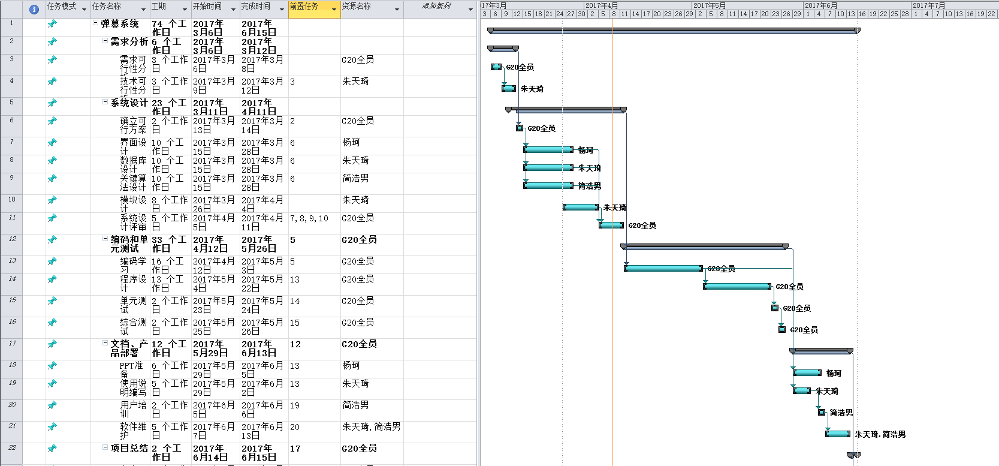 任务模式 任务名称 工期 开始时间 完成时间 前置任务 资源名称 添加新列
1 弹幕系统 74 个工作日 2017年3月6日 2017年6月15日
2 需求分析 6 个工作日 2017年3月6日 2017年3月12日
3 需求可行性分 3 个工作日 2017年3月6日 2017年3月8日 G20全员
4 技术可行性分 3 个工作日 2017年3月9日 2017年3月12日 3 朱天琦
5 系统设计 23 个工作日 2017年3月11日 2017年4月11日
6 确立可行方案 2 个工作日 2017年3月13日 2017年3月14日 2 G20全员
7 界面设计 10 个工作日 2017年3月15日 2017年3月28日 6 杨珂
8 数据库设计 10 个工作日 2017年3月15日 2017年3月28日 6 朱天琦
9 关键算法设计 10 个工作日 2017年3月15日 2017年3月28日 6 简浩男
10 模块设计 8 个工作日 2017年3月26日 2017年4月4日 朱天琦
11 系统设计评审 5 个工作日 2017年4月5日 2017年4月11日 7,8,9,10 G20全员
12 编码和单元测试 33 个工作日 2017年4月12日 2017年5月26日 5 G20全员
13 编码学习 16 个工作日 2017年4月12日 2017年5月3日 5 G20全员
14 程序设计 13 个工作日 2017年5月4日 2017年5月22日 13 G20全员
15 单元测试 2 个工作日 2017年5月23日 2017年5月24日 14 G20全员
16 综合测试 2 个工作日 2017年5月25日 2017年5月26日 15 G20全员
17 文档、产品部署 12 个工作日 2017年5月29日 2017年6月13日 12 G20全员
18 PPT准备 6 个工作日 2017年5月29日 2017年6月5日 13 杨珂
19 使用说明编写 5 个工作日 2017年5月29日 2017年6月2日 13 朱天琦
20 用户培训 2 个工作日 2017年6月5日 2017年6月6日 19 简浩男
21 软件维护 5 个工作日 2017年6月7日 2017年6月13日 20 朱天琦,简浩男
22 项目总结 2 个工作日 2017年6月14日 2017年6月15日 17 G20全员
17年3月 2017年4月 2017年5月 2017年6月 2017年7月
3 6 9 12 15 18 21 24 27 30 2 5 8 11 14 17 20 23 26 29 2 5 8 11 14 17 20 23 26 29 1 4 7 10 13 16 19 22 25 28 1 4 7 10 13 16 19 22
G20全员
朱天琦
G20全员
杨珂
朱天琦
简浩男
朱天琦
G20全员
G20全员
G20全员
G20全员
G20全员
杨珂
朱天琦
简浩男
朱天琦,简浩男